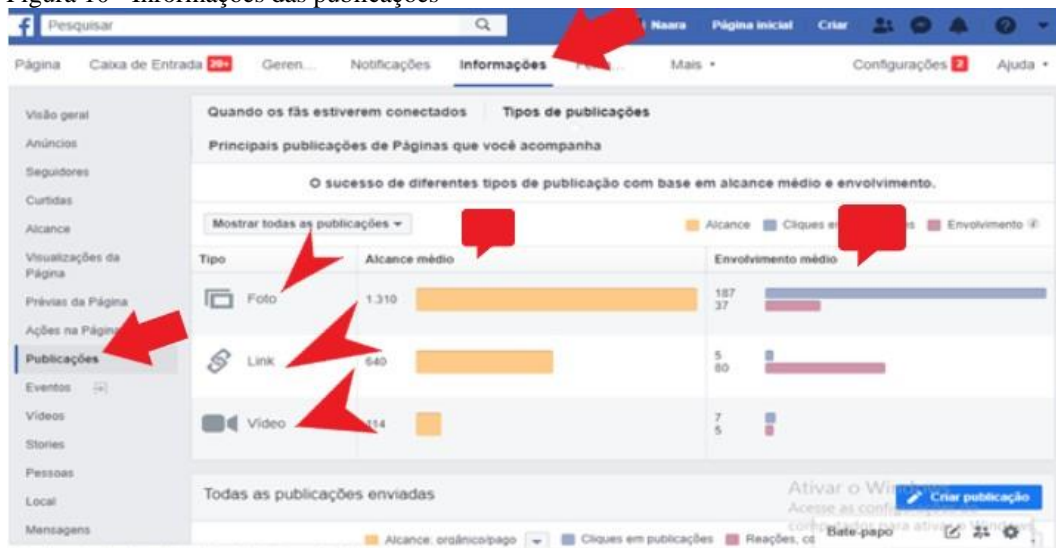 Figura 16 - Informações das publicações
Pesquisar
Naara Página inicial Criar
Página Caixa de Entrada 20+ Geren... Notificações Informações Mais Configurações 2 Ajuda
Visão geral
Anúncios
Seguidores
Curtidas
Alcance
Visualizações da
Página
Prévias da Página
Ações na Página
Publicações
Eventos
Vídeos
Stories
Pessoas
Local
Mensagens
Quando os fãs estiverem conectados Tipos de publicações
Principais publicações de Páginas que você acompanha
O sucesso de diferentes tipos de publicação com base em alcance médio e envolvimento.
Mostrar todas as publicações Alcance Cliques Envolvimento
Tipo Alcance médio Envolvimento médio
Foto 1.310 187
37
Link 640 5
80
Vídeo 7
5
Todas as publicações enviadas
Ativar o
Criar publicação
Bate-papo
Alcance: orgânico/pago Cliques em publicações Reações,